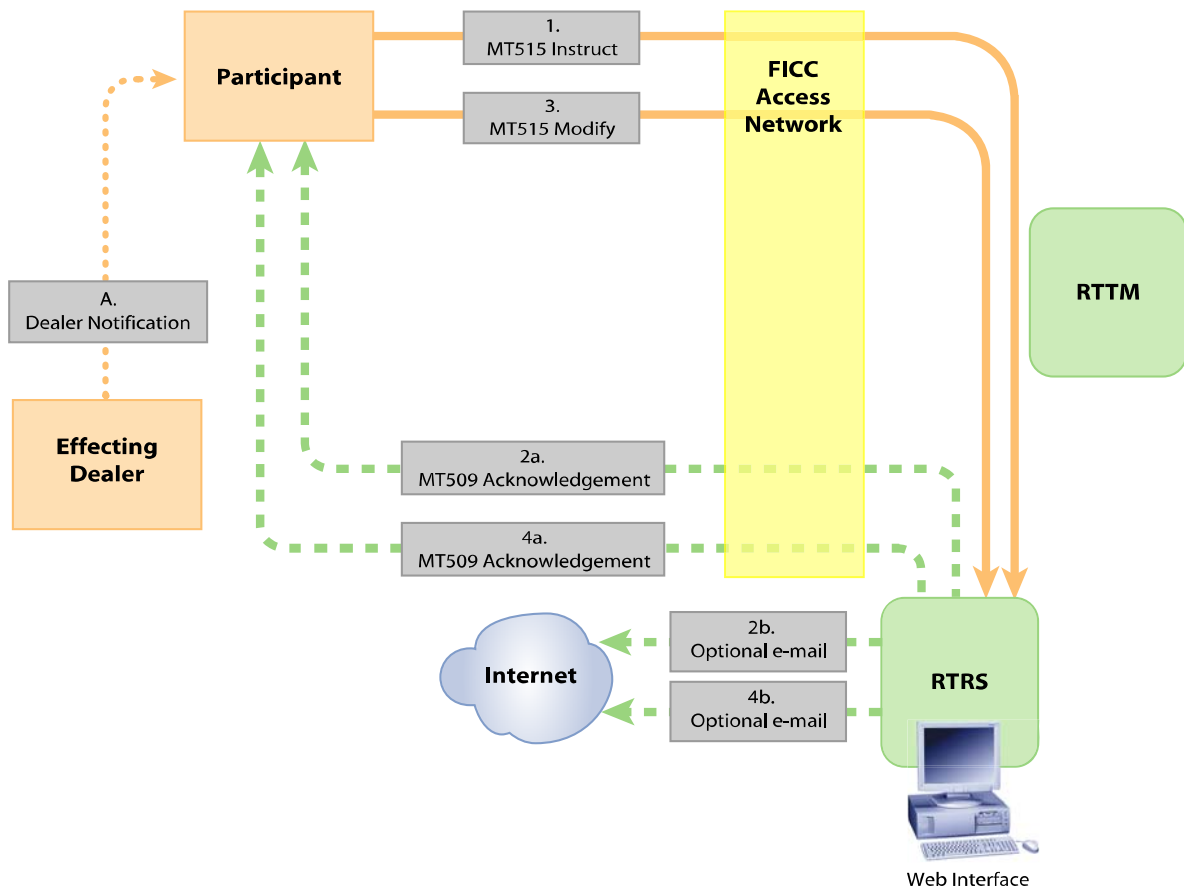 1.
MT515 Instruct
Participant
FICC
Access
Network
3.
MT515 Modify
RTTM
A.
Dealer Notification
Effecting
Dealer
2a.
MT509 Acknowledgement
4a.
MT509 Acknowledgement
2b.
Optional e-mail
Internet
RTRS
4b.
Optional e-mail
Web Interface